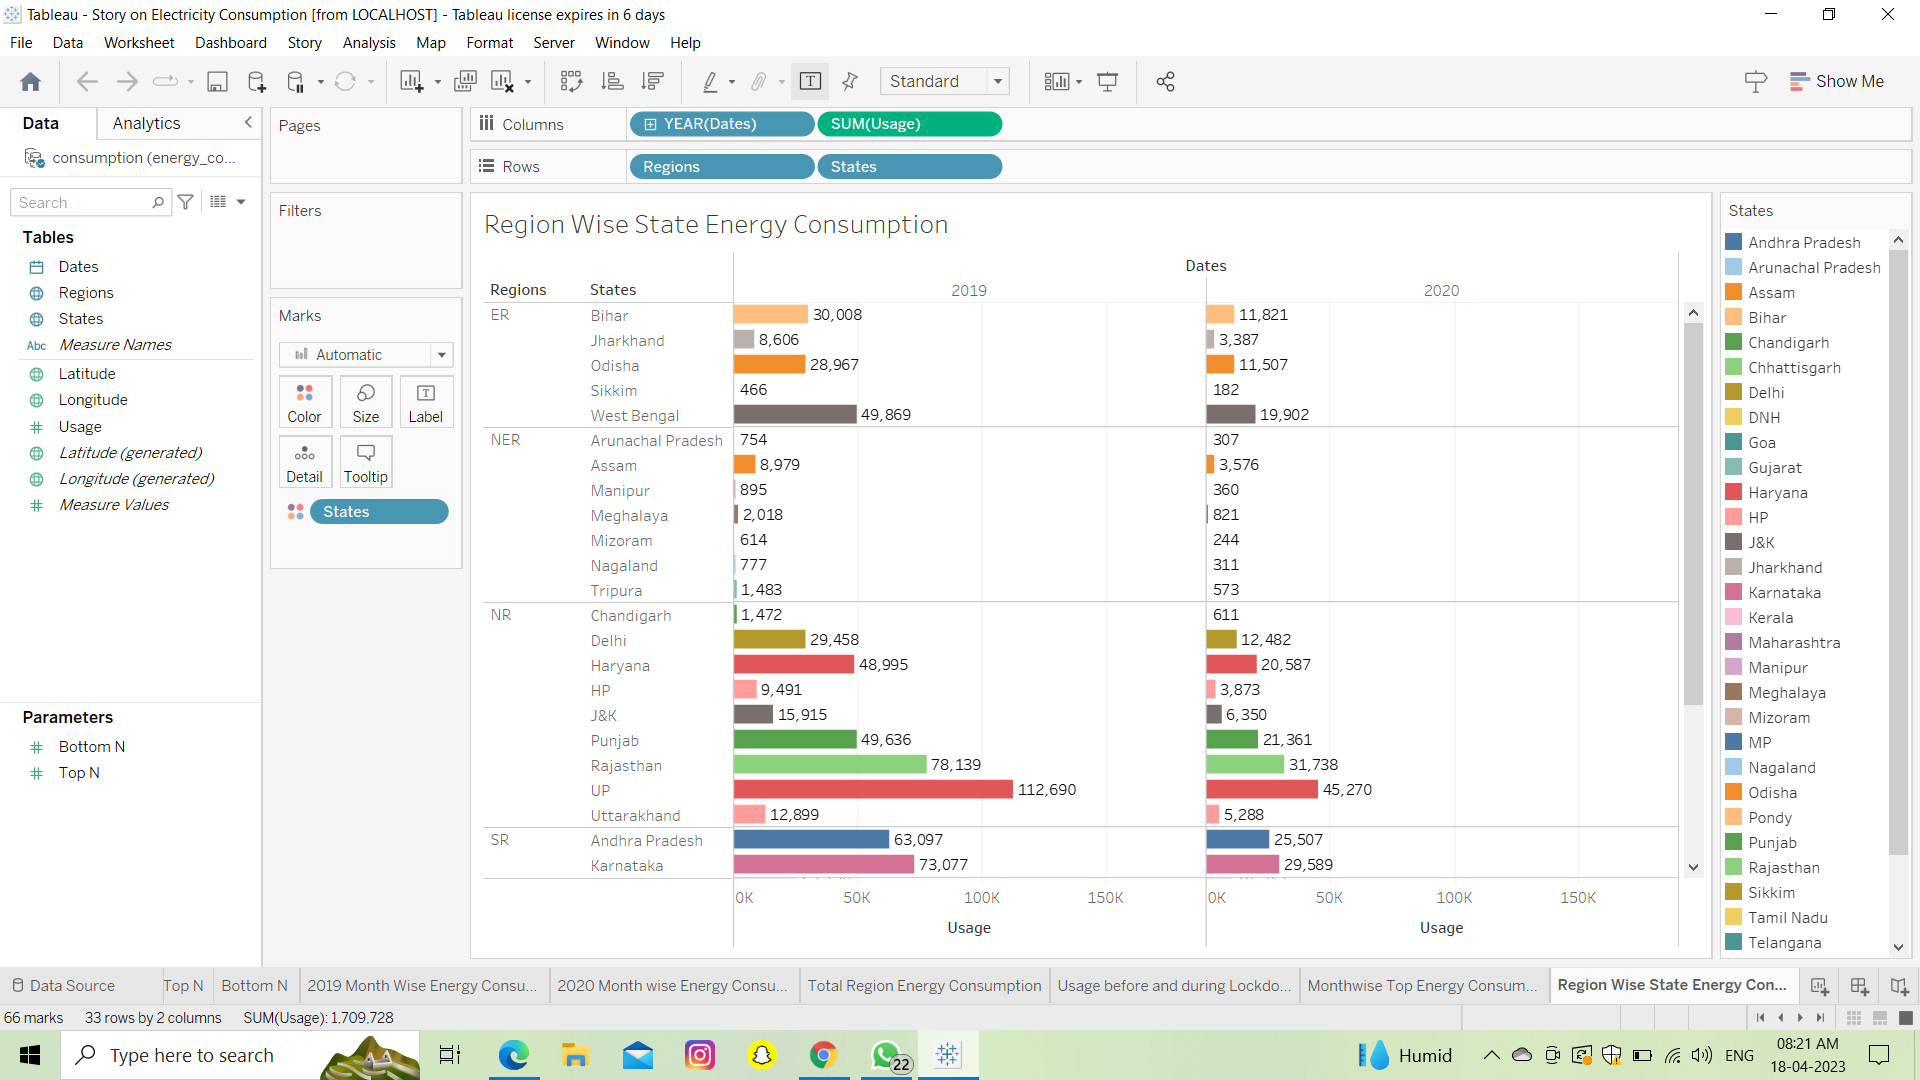 Tableau - Story on Electricity Consumption [from LOCALHOST] - Tableau license expires in 6 days
File Data Worksheet Dashboard Story Analysis Map Format Server Window Help
Standard Show Me
Data Analytics
consumption (energy_co...
Search
Tables
Dates
Regions
States
Abc Measure Names
Latitude
Longitude
Usage
Latitude (generated)
Longitude (generated)
Measure Values
Parameters
Bottom N
Top N
Pages
Filters
Marks
Automatic
Color Size Label
Detail Tooltip
States
Columns YEAR(Dates) SUM(Usage)
Rows Regions States
Region Wise State Energy Consumption
Dates
Regions States 2019 2020
ER Bihar 30,008 11,821
Jharkhand 8,606 3,387
Odisha 28,967 11,507
Sikkim 466 182
West Bengal 49,869 19,902
NER Arunachal Pradesh 754 307
Assam 8,979 3,576
Manipur 895 360
Meghalaya 2,018 821
Mizoram 614 244
Nagaland 777 311
Tripura 1,483 573
NR Chandigarh 1,472 611
Delhi 29,458 12,482
Haryana 48,995 20,587
HP 9,491 3,873
J&K 15,915 6,350
Punjab 49,636 21,361
Rajasthan 78,139 31,738
UP 112,690 45,270
Uttarakhand 12,899 5,288
SR Andhra Pradesh 63,097 25,507
Karnataka 73,077 29,589
0K 50K 100K 150K 0K 50K 100K 150K
Usage Usage
States
Andhra Pradesh
Arunachal Pradesh
Assam
Bihar
Chandigarh
Chhattisgarh
Delhi
DNH
Goa
Gujarat
Haryana
HP
J&K
Jharkhand
Karnataka
Kerala
Maharashtra
Manipur
Meghalaya
Mizoram
MP
Nagaland
Odisha
Pondy
Punjab
Rajasthan
Sikkim
Tamil Nadu
Telangana
Data Source Top N Bottom N 2019 Month Wise Energy Consu... 2020 Month wise Energy Consu... Total Region Energy Consumption Usage before and during Lockdo... Monthwise Top Energy Consum... Region Wise State Energy Con...
66 marks 33 rows by 2 columns SUM(Usage): 1,709,728
Type here to search 22 Humid ENG 08:21 AM
18-04-2023